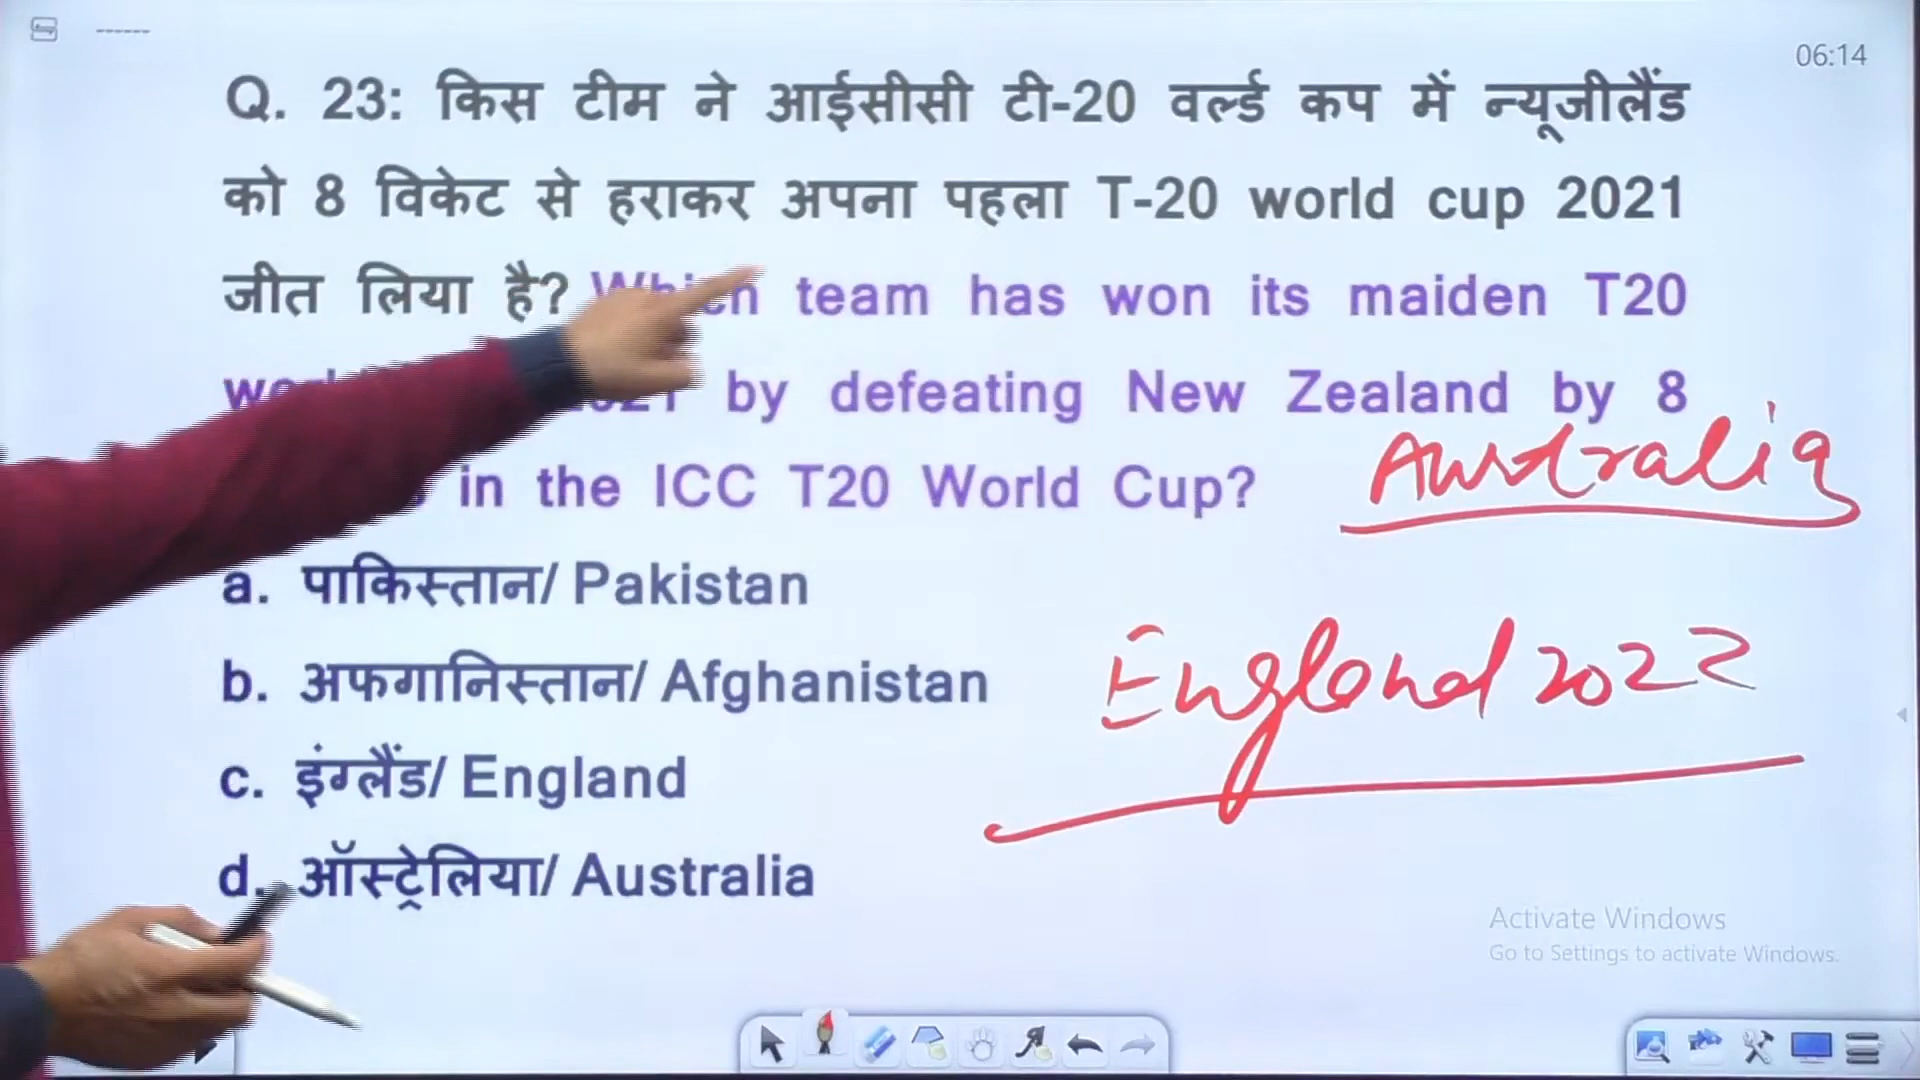 ------
06:14
Q. 23: किस टीम ने आईसीसी टी-20 वर्ल्ड कप में न्यूजीलैंड
को 8 विकेट से हराकर अपना पहला T-20 world cup 2021
जीत लिया है? Which team has won its maiden T20
2021 by defeating New Zealand by 8
in the ICC T20 World Cup?
Australia
a. पाकिस्तान/ Pakistan
England 2022
b. अफगानिस्तान/ Afghanistan
c. इंग्लैंड/ England
d. ऑस्ट्रेलिया/ Australia
Activate Windows
Go to Settings to activate Windows.